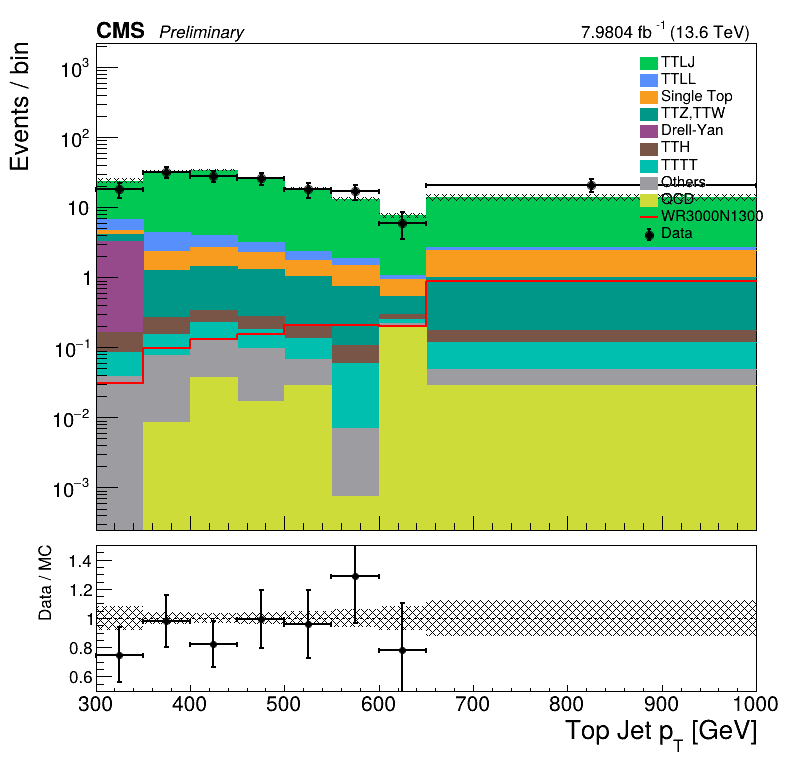 CMS Preliminary 7.9804 fb⁻¹ (13.6 TeV)
Events / bin
10³
10²
10
1
10⁻¹
10⁻²
10⁻³
TTLJ
TTLL
Single Top
TTZ,TTW
Drell-Yan
TTH
TTTT
Others
QCD
WR3000N1300
Data
Data / MC
1.4
1.2
1
0.8
0.6
300 400 500 600 700 800 900 1000
Top Jet p_T [GeV]